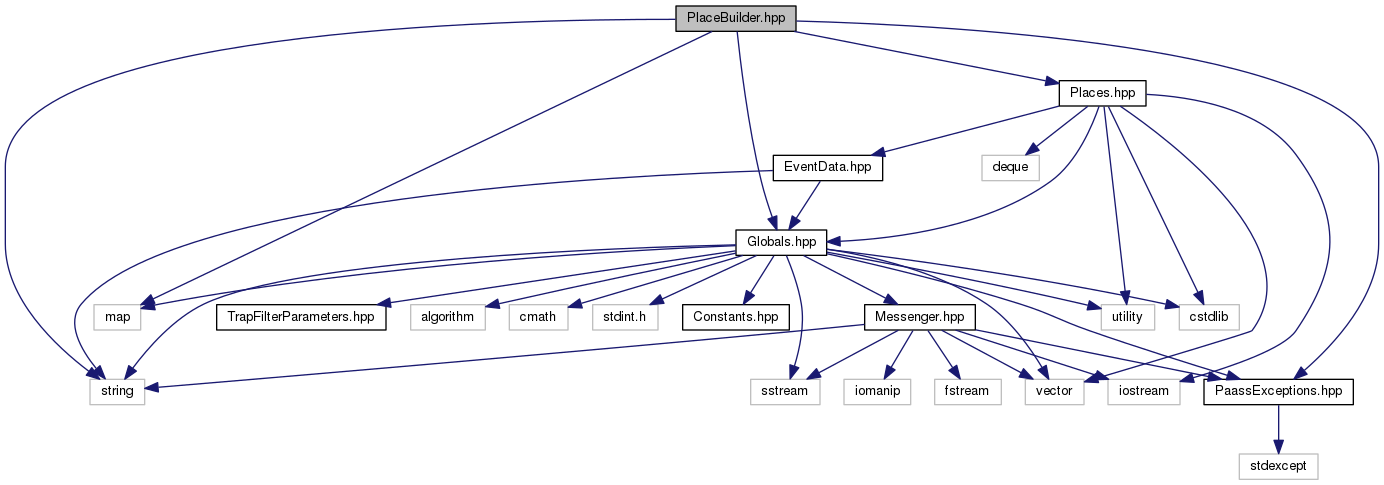 PlaceBuilder.hpp
Places.hpp
EventData.hpp
deque
Globals.hpp
map
TrapFilterParameters.hpp
algorithm
cmath
stdint.h
Constants.hpp
Messenger.hpp
utility
cstdlib
string
sstream
iomanip
fstream
vector
iostream
PaassExceptions.hpp
stdexcept